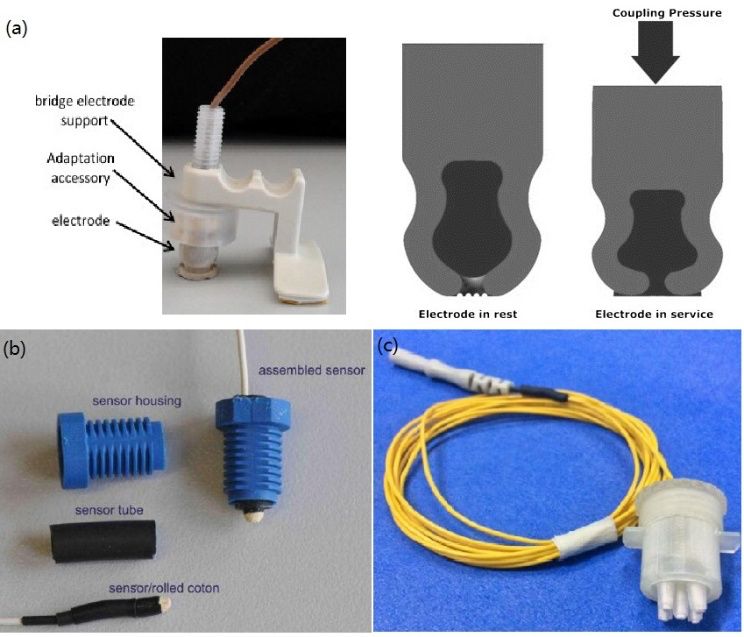 (a)
bridge electrode
support
Adaptation
accessory
electrode
Coupling Pressure
Electrode in rest
Electrode in service
(b)
sensor housing
assembled sensor
sensor tube
sensor/rolled coton
(c)